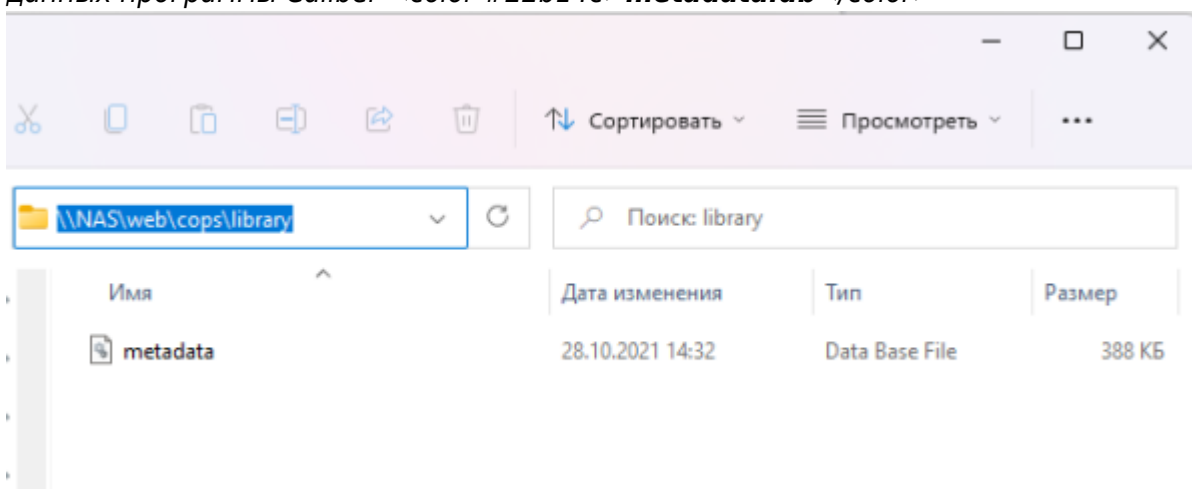 Сортировать
Просмотреть
\\NAS\web\cops\library
Поиск: library
Имя
Дата изменения
Тип
Размер
metadata
28.10.2021 14:32
Data Base File
388 КБ